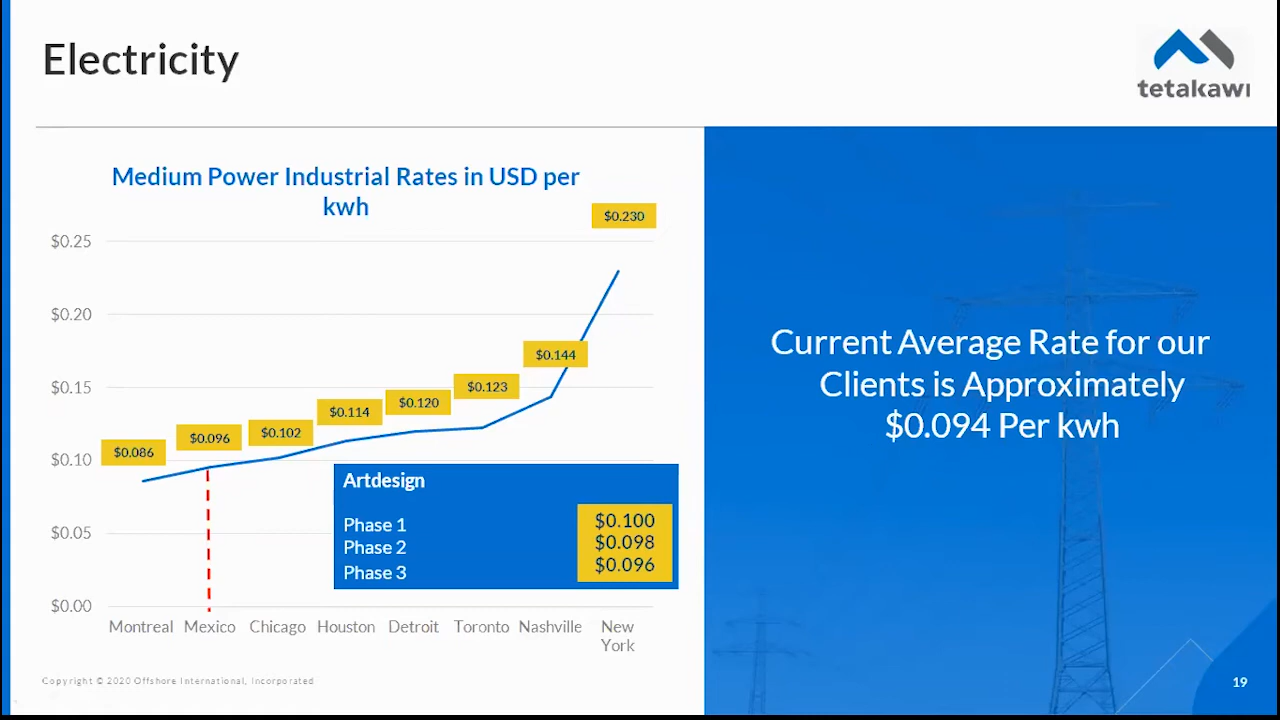 Electricity
tetakawi
Medium Power Industrial Rates in USD per
kwh
$0.230
$0.25
$0.20
$0.144
$0.15
$0.123
$0.120
$0.114
$0.102
$0.096
$0.086
$0.10
$0.05
$0.00
Artdesign
Phase 1 $0.100
Phase 2 $0.098
Phase 3 $0.096
Montreal Mexico Chicago Houston Detroit Toronto Nashville New
York
Current Average Rate for our
Clients is Approximately
$0.094 Per kwh
Copyright © 2020 Offshore International, Incorporated
19